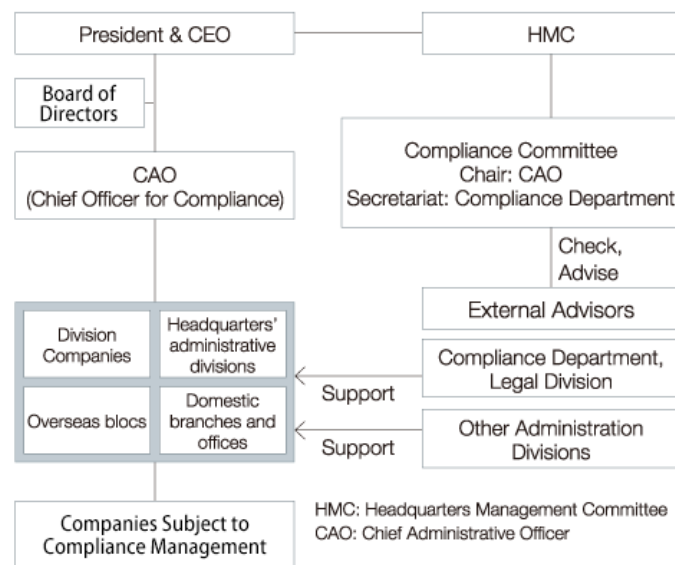 President & CEO
HMC
Board of
Directors
CAO
(Chief Officer for Compliance)
Compliance Committee
Chair: CAO
Secretariat: Compliance Department
Check,
Advise
External Advisors
Division
Companies
Headquarters’
administrative
divisions
Overseas blocs
Domestic
branches and
offices
Support
Compliance Department,
Legal Division
Support
Other Administration
Divisions
Companies Subject to
Compliance Management
HMC: Headquarters Management Committee
CAO: Chief Administrative Officer